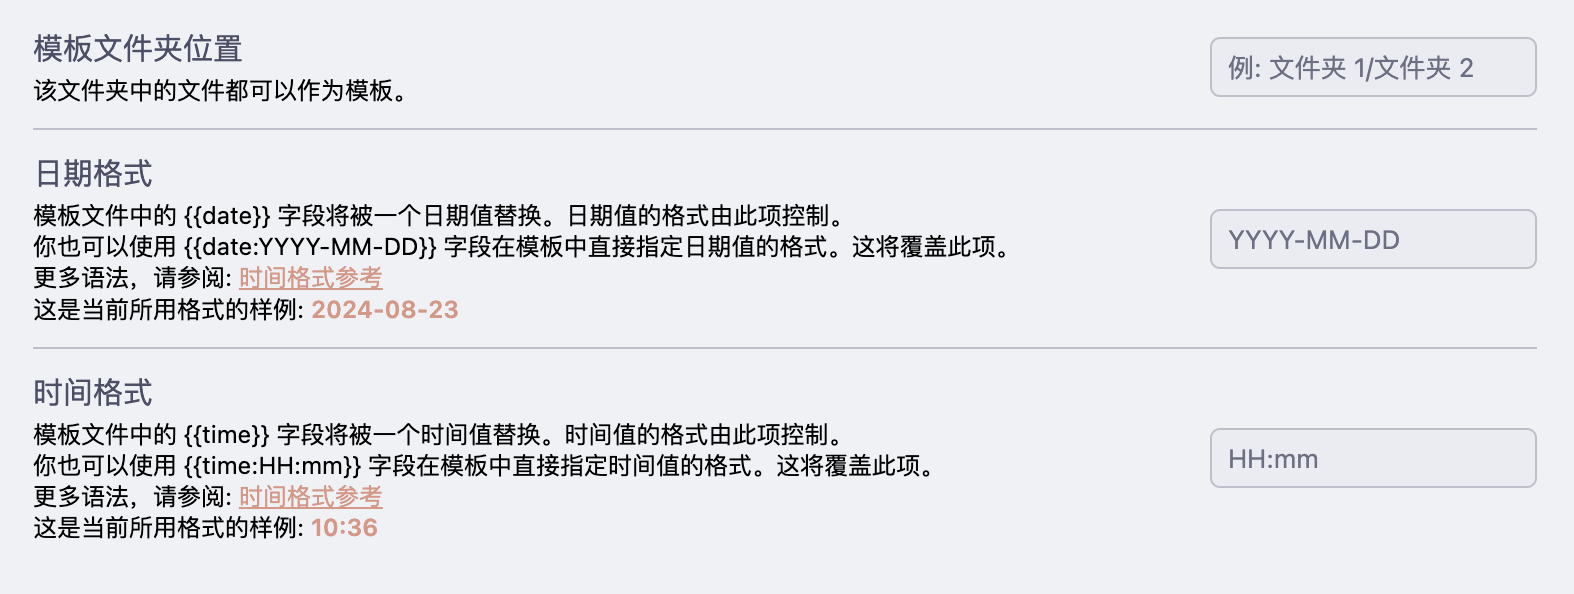 模板文件夹位置
该文件夹中的文件都可以作为模板。
例: 文件夹 1/文件夹 2
日期格式
模板文件中的 {{date}} 字段将被一个日期值替换。日期值的格式由此项控制。
你也可以使用 {{date:YYYY-MM-DD}} 字段在模板中直接指定日期值的格式。这将覆盖此项。
更多语法，请参阅: 时间格式参考
这是当前所用格式的样例: 2024-08-23
YYYY-MM-DD
时间格式
模板文件中的 {{time}} 字段将被一个时间值替换。时间值的格式由此项控制。
你也可以使用 {{time:HH:mm}} 字段在模板中直接指定时间值的格式。这将覆盖此项。
更多语法，请参阅: 时间格式参考
这是当前所用格式的样例: 10:36
HH:mm